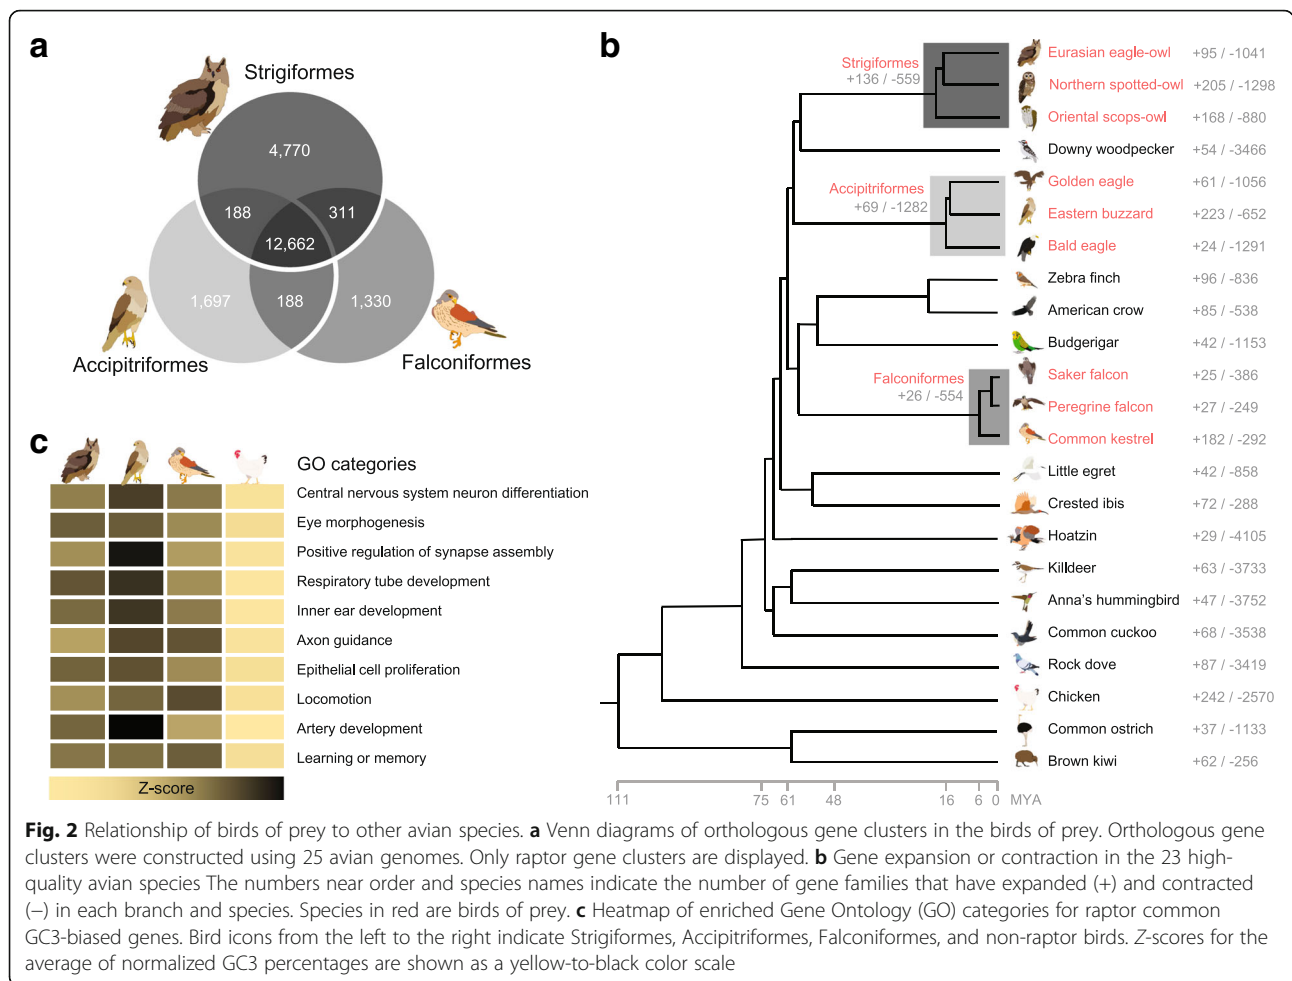 a
Strigiformes
4,770
188
311
12,662
1,697
188
1,330
Accipitriformes
Falconiformes
b
Strigiformes
+136 / -559
Accipitriformes
+69 / -1282
Falconiformes
+26 / -554
Eurasian eagle-owl +95 / -1041
Northern spotted-owl +205 / -1298
Oriental scops-owl +168 / -880
Downy woodpecker +54 / -3466
Golden eagle +61 / -1056
Eastern buzzard +223 / -652
Bald eagle +24 / -1291
Zebra finch +96 / -836
American crow +85 / -538
Budgerigar +42 / -1153
Saker falcon +25 / -386
Peregrine falcon +27 / -249
Common kestrel +182 / -292
Little egret +42 / -858
Crested ibis +72 / -288
Hoatzin +29 / -4105
Killdeer +63 / -3733
Anna's hummingbird +47 / -3752
Common cuckoo +68 / -3538
Rock dove +87 / -3419
Chicken +242 / -2570
Common ostrich +37 / -1133
Brown kiwi +62 / -256
111 75 61 48 16 6 0 MYA
c
GO categories
Central nervous system neuron differentiation
Eye morphogenesis
Positive regulation of synapse assembly
Respiratory tube development
Inner ear development
Axon guidance
Epithelial cell proliferation
Locomotion
Artery development
Learning or memory
Z-score
Fig. 2 Relationship of birds of prey to other avian species. a Venn diagrams of orthologous gene clusters in the birds of prey. Orthologous gene
clusters were constructed using 25 avian genomes. Only raptor gene clusters are displayed. b Gene expansion or contraction in the 23 high-
quality avian species The numbers near order and species names indicate the number of gene families that have expanded (+) and contracted
(−) in each branch and species. Species in red are birds of prey. c Heatmap of enriched Gene Ontology (GO) categories for raptor common
GC3-biased genes. Bird icons from the left to the right indicate Strigiformes, Accipitriformes, Falconiformes, and non-raptor birds. Z-scores for the
average of normalized GC3 percentages are shown as a yellow-to-black color scale